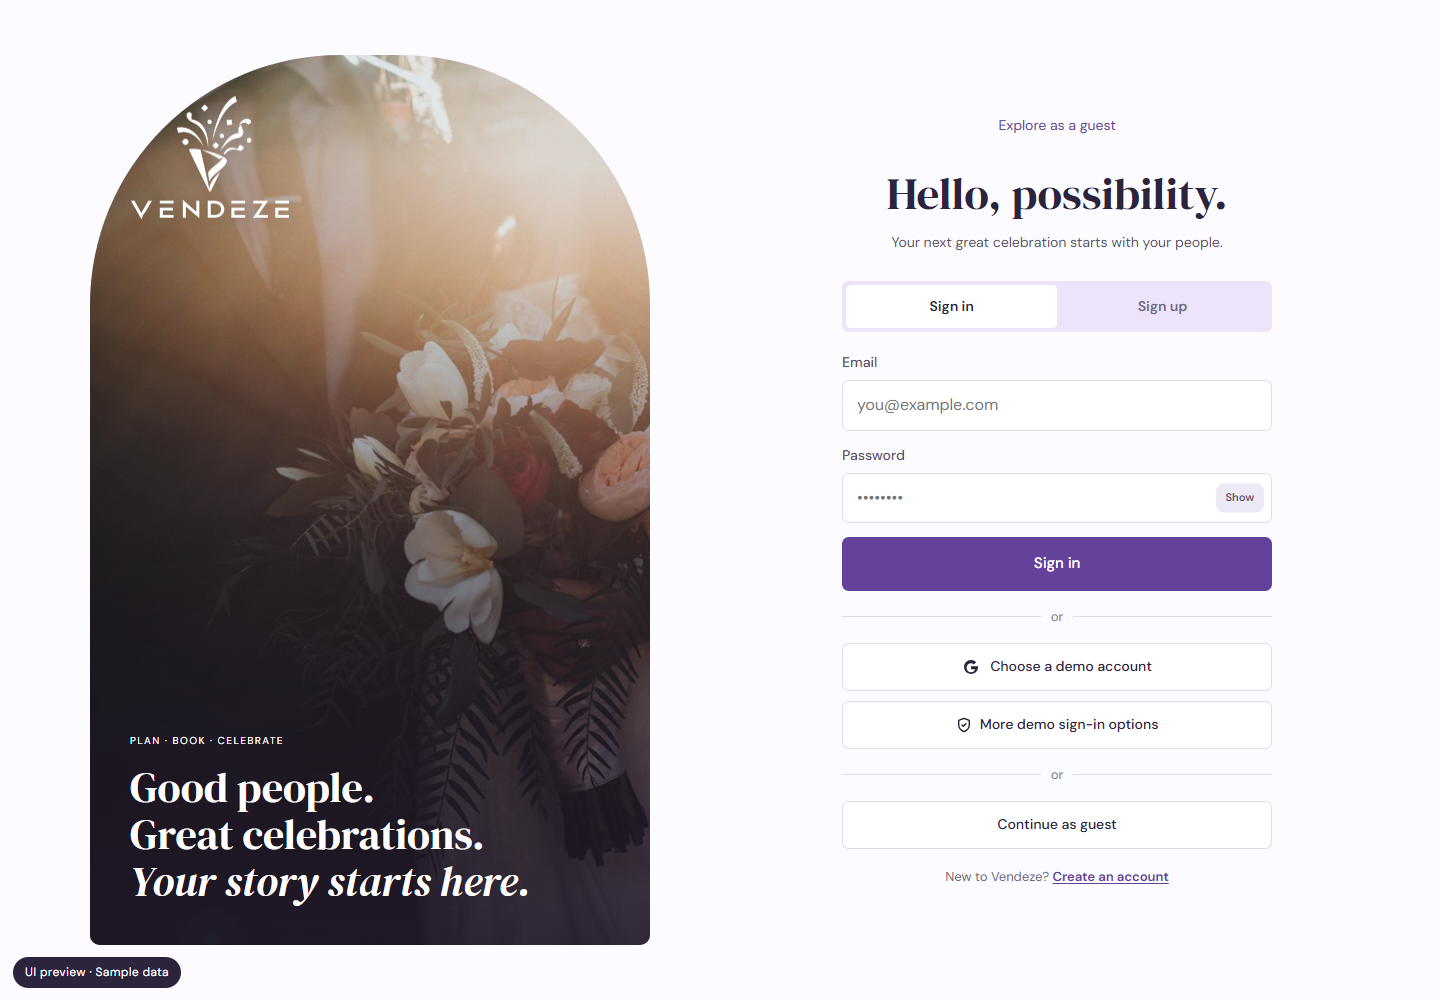 VENDEZE
PLAN · BOOK · CELEBRATE
Good people.
Great celebrations.
Your story starts here.
UI preview · Sample data
Explore as a guest
Hello, possibility.
Your next great celebration starts with your people.
Sign in
Sign up
Email
you@example.com
Password
••••••••
Show
Sign in
or
Choose a demo account
More demo sign-in options
or
Continue as guest
New to Vendeze? Create an account